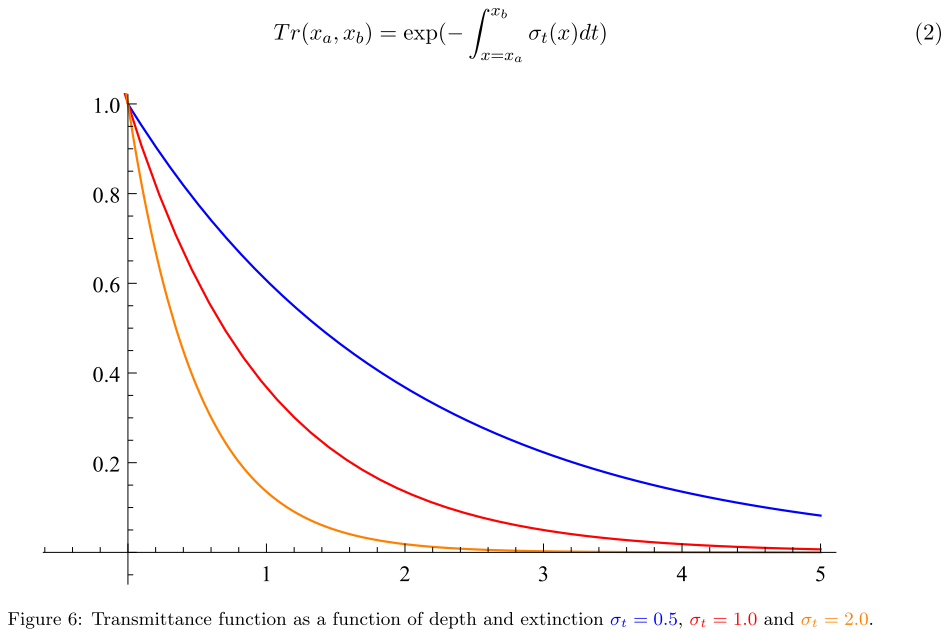 Tr(x_a, x_b) = exp(− ∫_{x=x_a}^{x_b} σ_t(x)dt) (2)
1.0
0.8
0.6
0.4
0.2
1 2 3 4 5
Figure 6: Transmittance function as a function of depth and extinction σ_t = 0.5, σ_t = 1.0 and σ_t = 2.0.